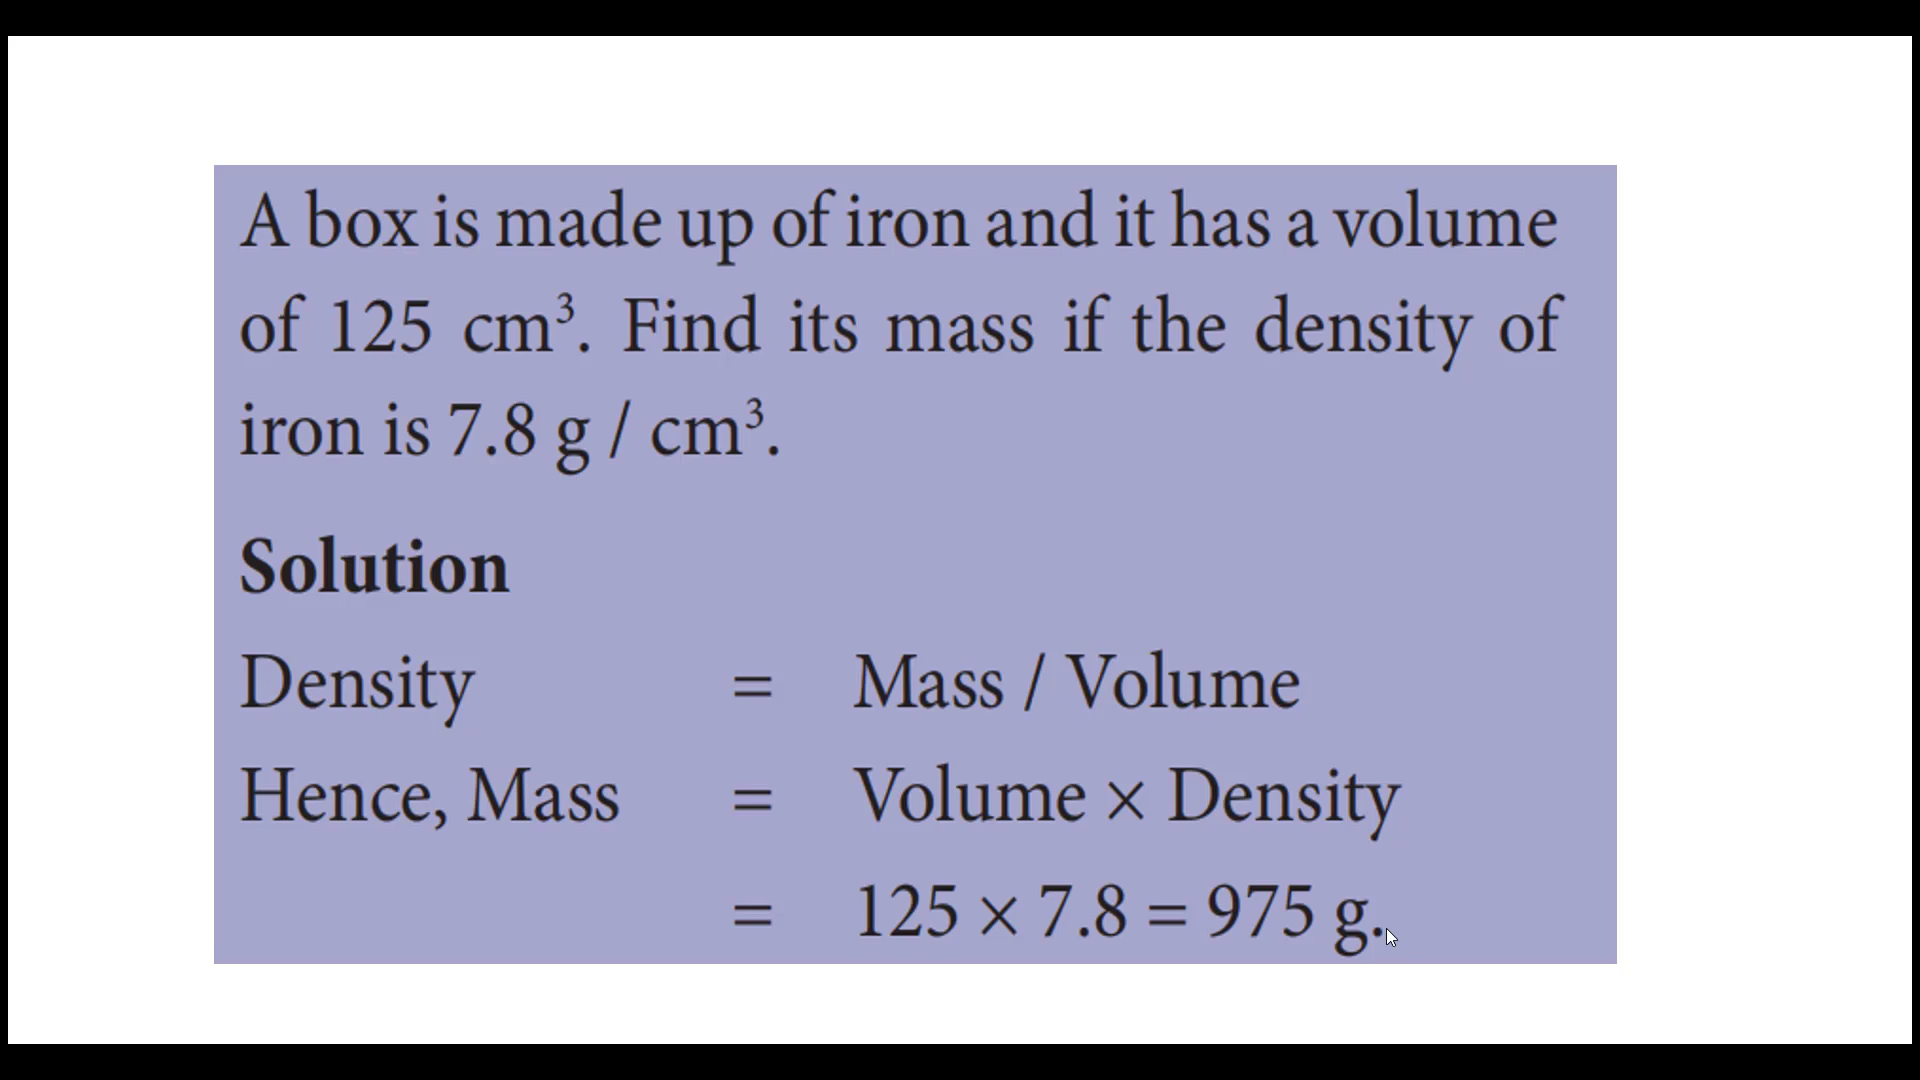 A box is made up of iron and it has a volume
of 125 cm³. Find its mass if the density of
iron is 7.8 g / cm³.
Solution
Density = Mass / Volume
Hence, Mass = Volume × Density
= 125 × 7.8 = 975 g.